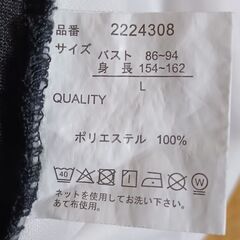 品番 2224308
サイズ バスト 86~94
身 長 154~162
L
QUALITY
ポリエステル 100%
40 W
ネットを使用してお洗い下さい。
あて布使用。